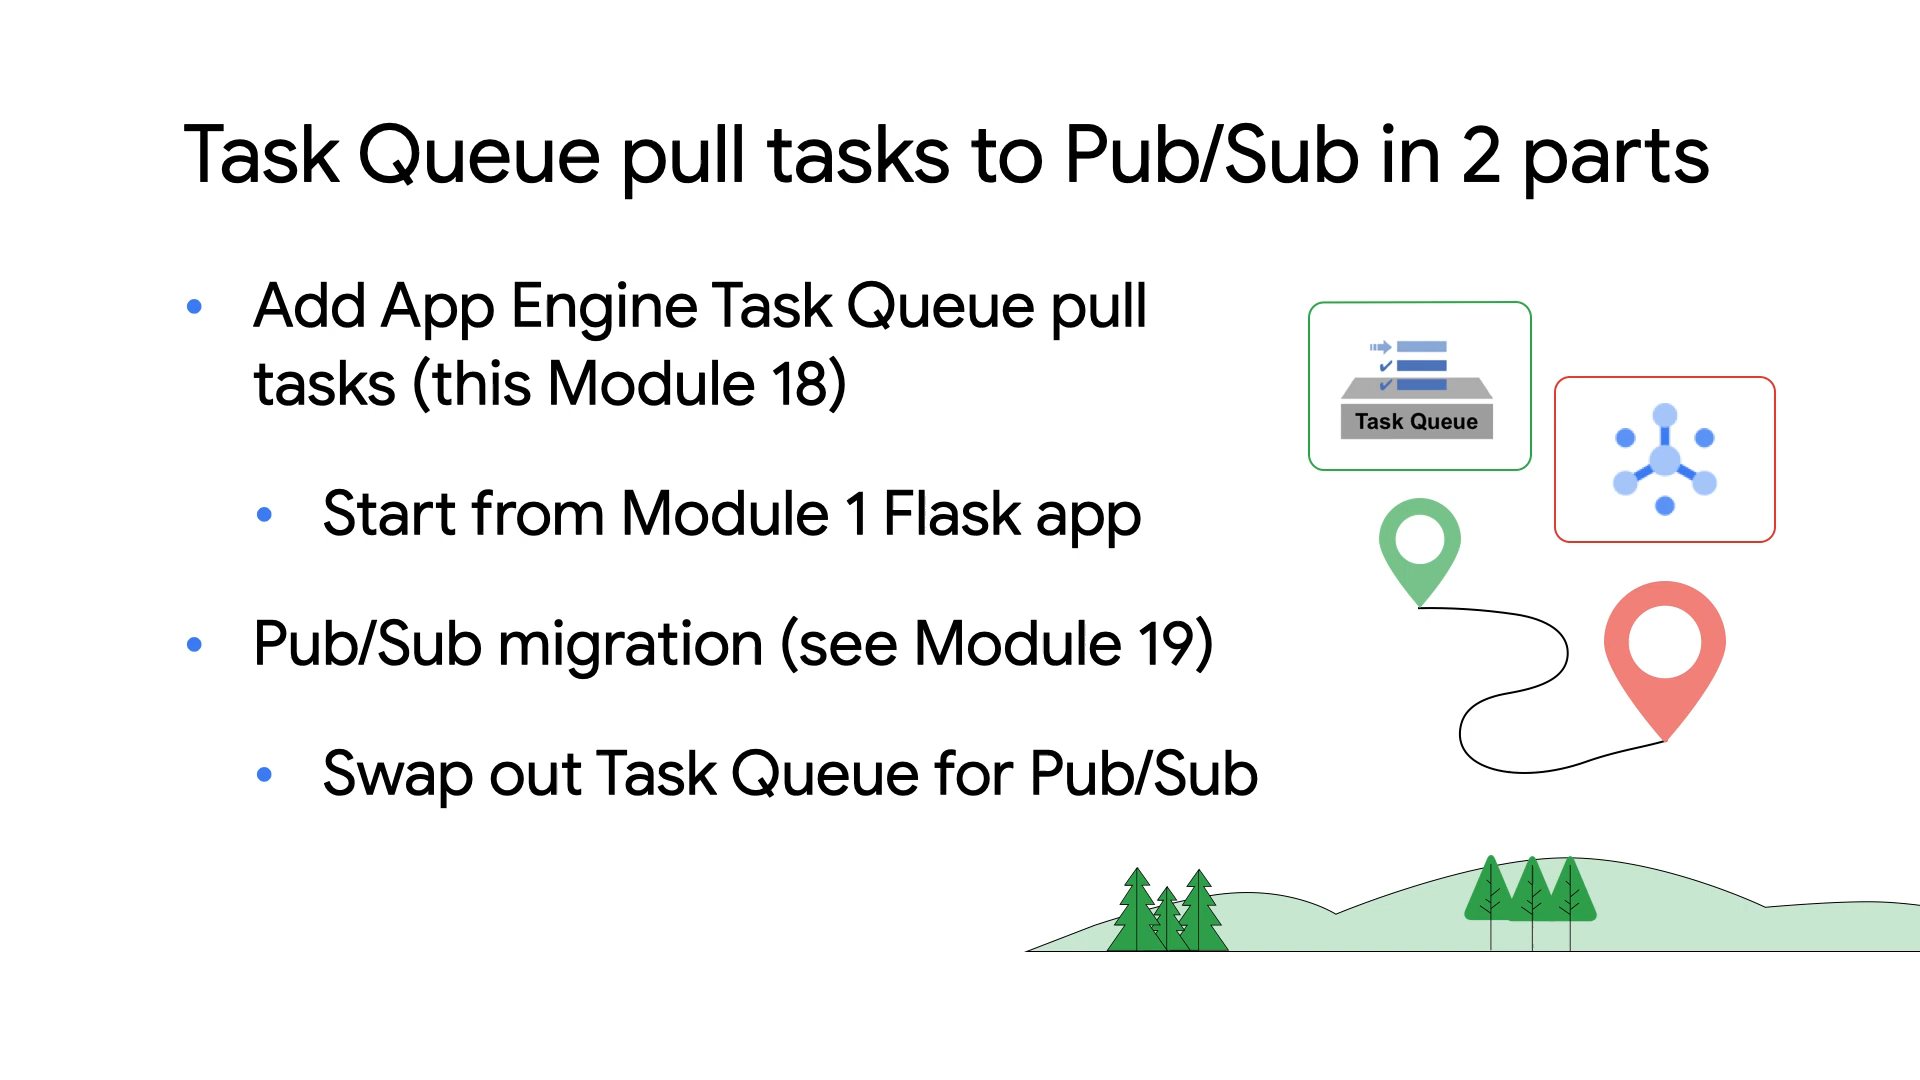 Task Queue pull tasks to Pub/Sub in 2 parts
• Add App Engine Task Queue pull
tasks (this Module 18)
• Start from Module 1 Flask app
• Pub/Sub migration (see Module 19)
• Swap out Task Queue for Pub/Sub
Task Queue